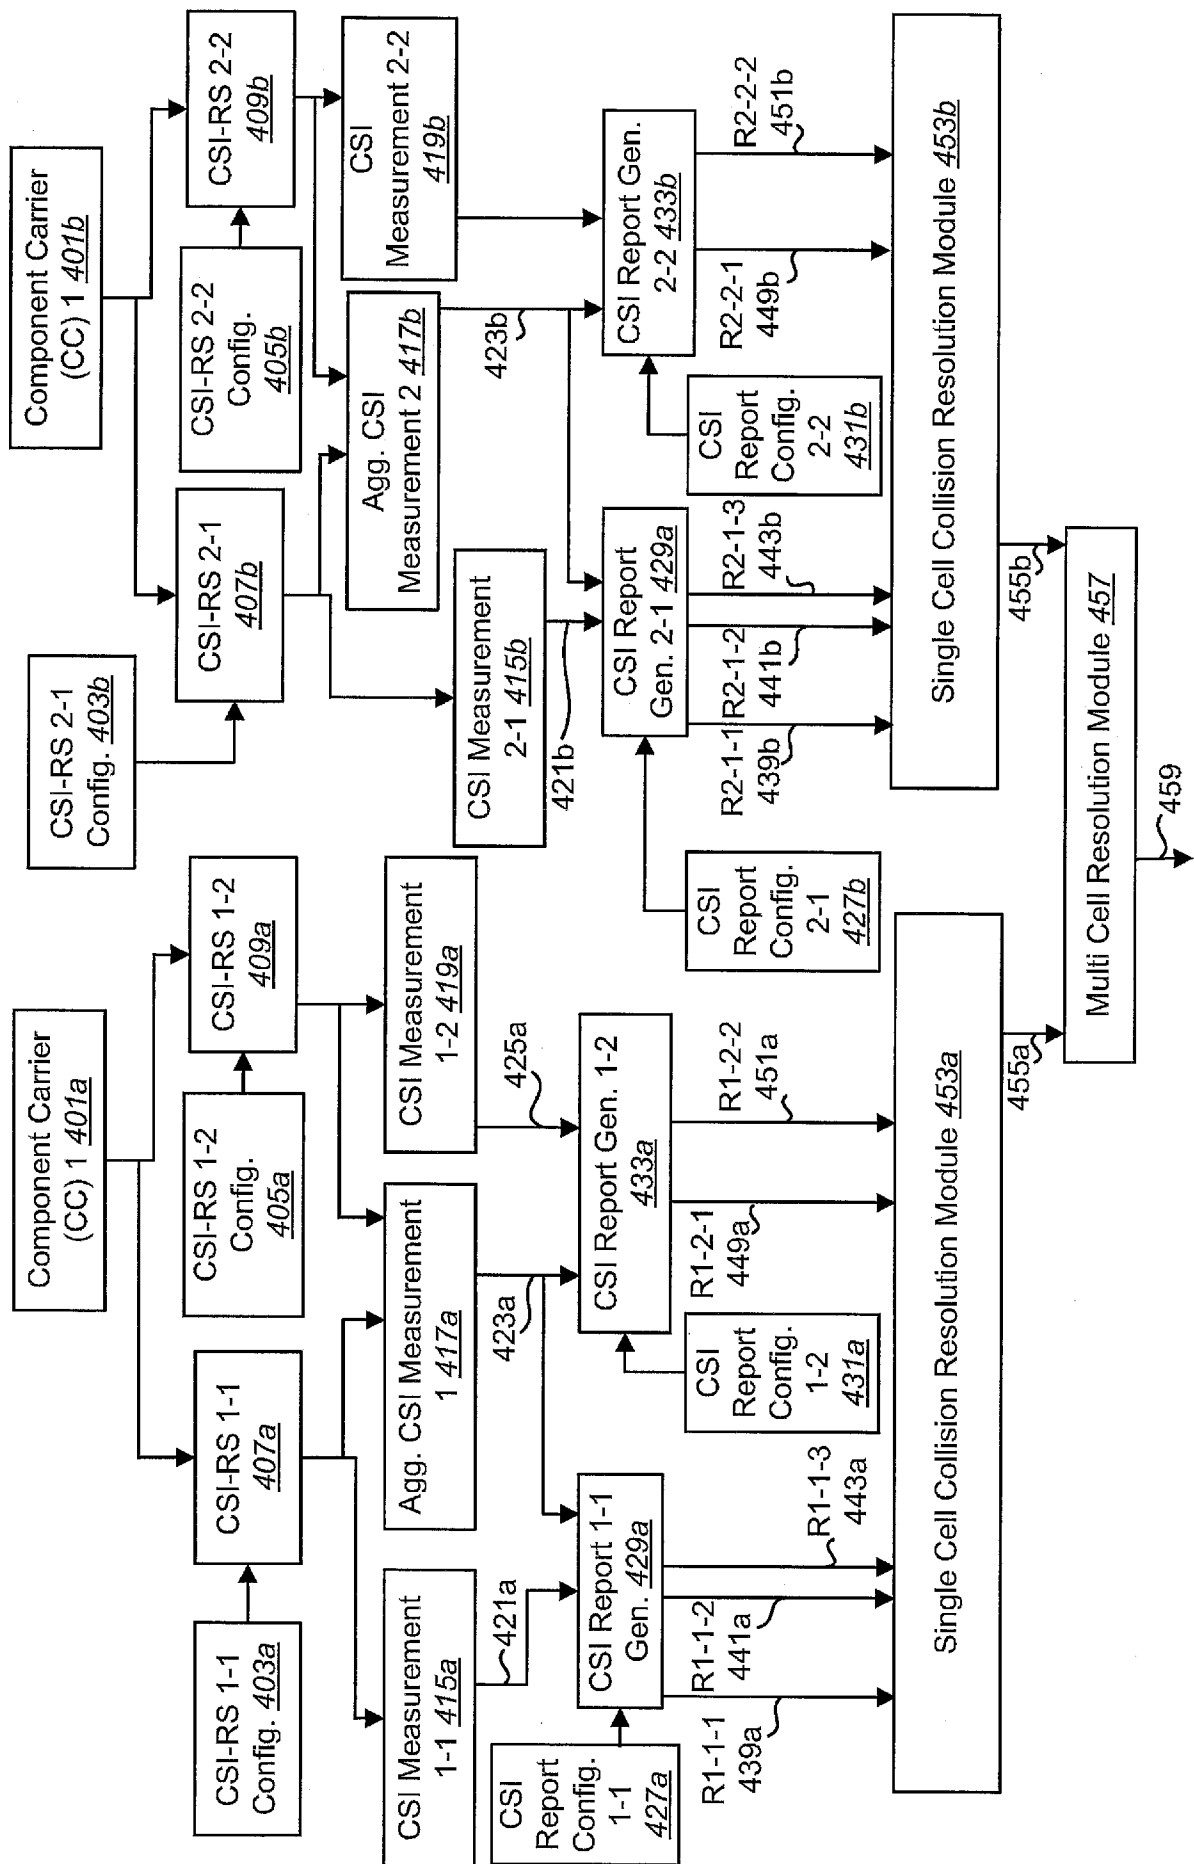 Component Carrier
(CC) 1 401a
CSI-RS 1-1
Config. 403a
CSI-RS 1-1
407a
CSI-RS 1-2
Config.
405a
CSI-RS 1-2
409a
CSI Measurement
1-1 415a
Agg. CSI Measurement
1 417a
CSI Measurement
1-2 419a
421a
423a
425a
CSI
Report
Config.
1-1
427a
CSI Report 1-1
Gen. 429a
CSI Report Gen. 1-2
433a
CSI
Report
Config.
1-2
431a
R1-1-1
439a
R1-1-2
441a
R1-1-3
443a
R1-2-1
449a
R1-2-2
451a
Single Cell Collision Resolution Module 453a
455a
Component Carrier
(CC) 1 401b
CSI-RS 2-1
Config. 403b
CSI-RS 2-1
407b
CSI-RS 2-2
Config.
405b
CSI-RS 2-2
409b
CSI Measurement
2-1 415b
Agg. CSI
Measurement 2 417b
CSI
Measurement 2-2
419b
421b
423b
CSI
Report
Config.
2-1
427b
CSI Report
Gen. 2-1 429a
CSI Report Gen.
2-2 433b
CSI
Report
Config.
2-2
431b
R2-1-1
439b
R2-1-2
441b
R2-1-3
443b
R2-2-1
449b
R2-2-2
451b
Single Cell Collision Resolution Module 453b
455b
Multi Cell Resolution Module 457
459